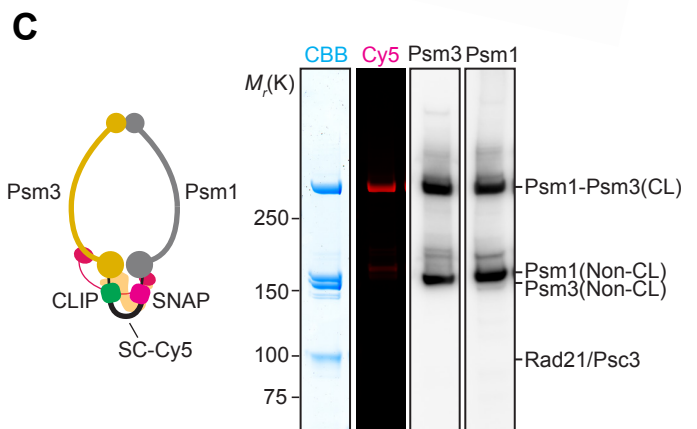 C
CBB Cy5 Psm3 Psm1
Mr(K)
Psm3 Psm1
Psm1-Psm3(CL)
250
Psm1(Non-CL)
150
Psm3(Non-CL)
CLIP SNAP
SC-Cy5
100
Rad21/Psc3
75